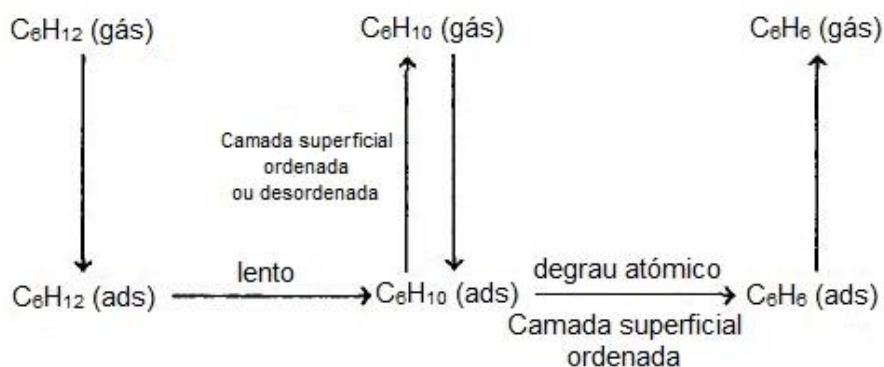 C₆H₁₂ (gás)
C₆H₁₀ (gás)
C₆H₆ (gás)
Camada superficial
ordenada
ou desordenada
C₆H₁₂ (ads)
lento
C₆H₁₀ (ads)
degrau atómico
Camada superficial
ordenada
C₆H₆ (ads)